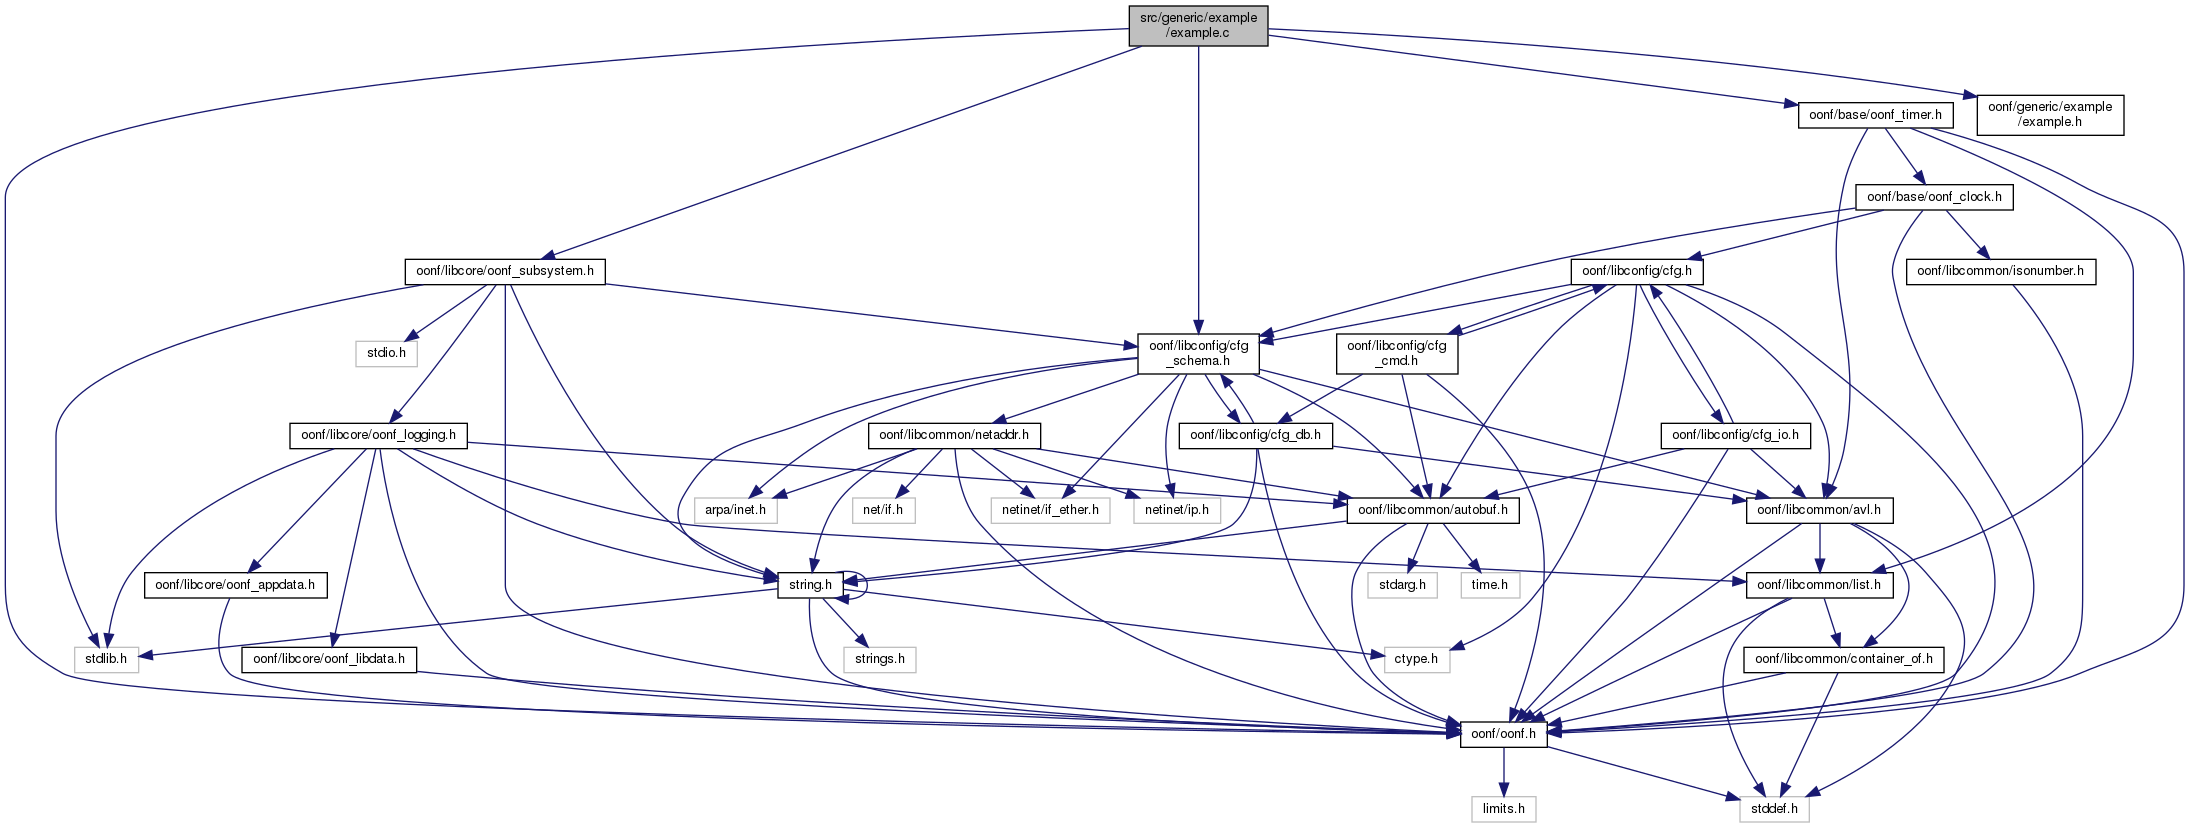 src/generic/example
/example.c
oonf/generic/example
/example.h
oonf/base/oonf_timer.h
oonf/base/oonf_clock.h
oonf/libcore/oonf_subsystem.h
oonf/libconfig/cfg.h
oonf/libcommon/isonumber.h
stdio.h
oonf/libconfig/cfg
_schema.h
oonf/libconfig/cfg
_cmd.h
oonf/libcore/oonf_logging.h
oonf/libcommon/netaddr.h
oonf/libconfig/cfg_db.h
oonf/libconfig/cfg_io.h
arpa/inet.h
net/if.h
netinet/if_ether.h
netinet/ip.h
oonf/libcommon/autobuf.h
oonf/libcommon/avl.h
oonf/libcore/oonf_appdata.h
string.h
stdarg.h
time.h
oonf/libcommon/list.h
stdlib.h
oonf/libcore/oonf_libdata.h
strings.h
ctype.h
oonf/libcommon/container_of.h
oonf/oonf.h
limits.h
stddef.h